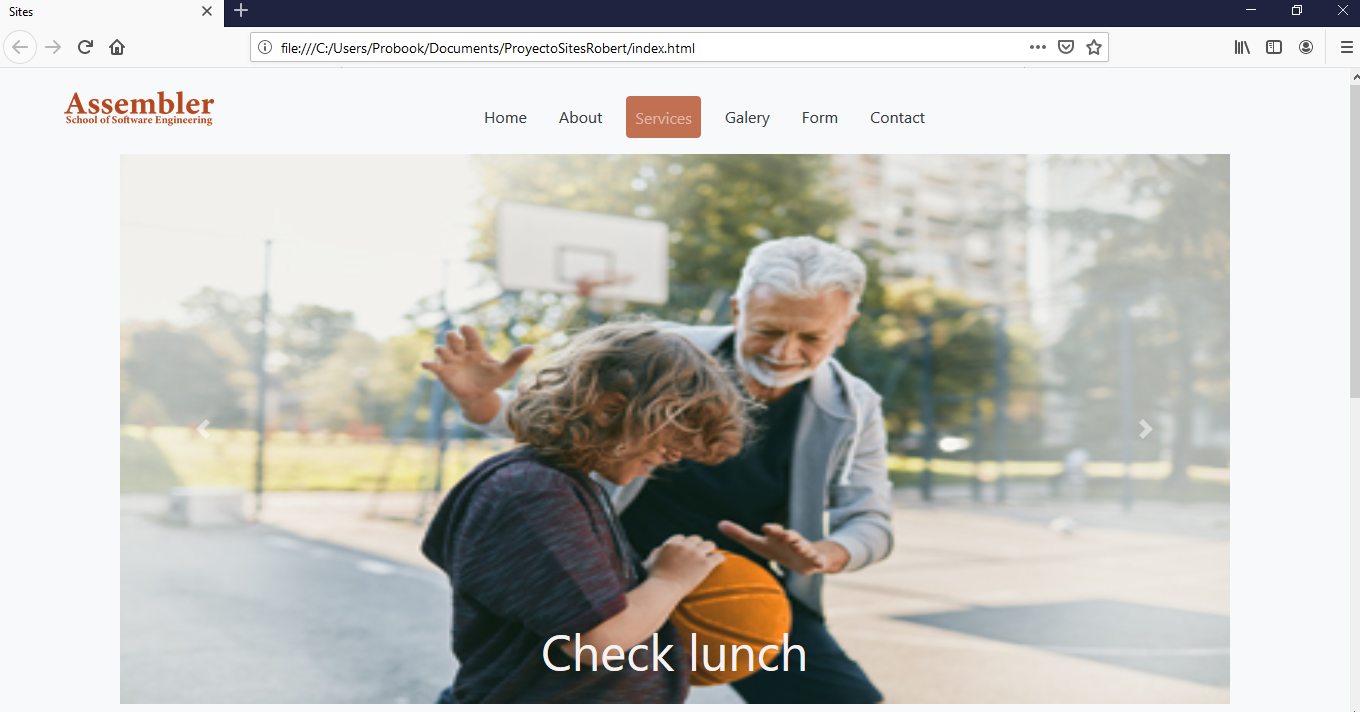 Sites
file:///C:/Users/Probook/Documents/ProyectoSitesRobert/index.html
Assembler
School of Software Engineering
Home About Services Galery Form Contact
Check lunch